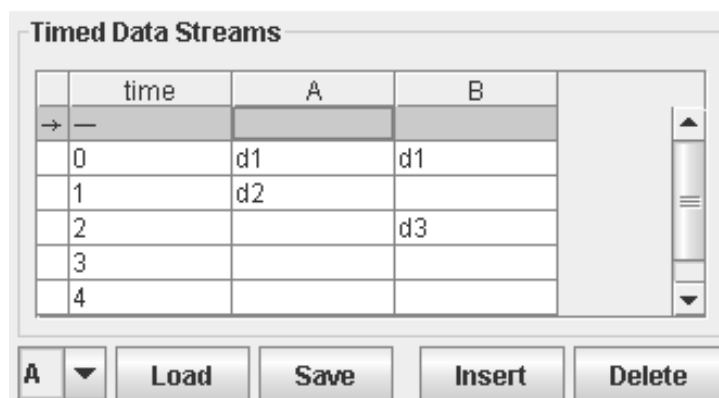 Timed Data Streams
time A B
→ —
0 d1 d1
1 d2
2 d3
3
4
A Load Save Insert Delete